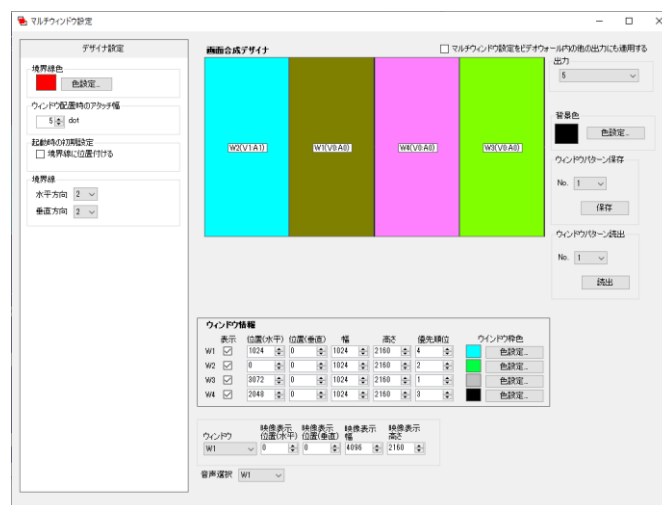 マルチウィンドウ設定
デザイナ設定
境界線色
色設定...
ウィンドウ配置時のアタッチ幅
5 dot
起動時の初期設定
境界線に位置付ける
境界線
水平方向 2
垂直方向 2
画面合成デザイナ
マルチウィンドウ設定をビデオウォール内の他の出力にも適用する
W2(V1:A1) W1(V0:A0) W4(V0:A0) W3(V0:A0)
出力
5
背景色
色設定...
ウィンドウパターン保存
No. 1
保存
ウィンドウパターン読出
No. 1
読出
ウィンドウ情報
表示 位置(水平) 位置(垂直) 幅 高さ 優先順位 ウィンドウ枠色
W1 1024 0 1024 2160 4 色設定...
W2 0 0 1024 2160 2 色設定...
W3 3072 0 1024 2160 1 色設定...
W4 2048 0 1024 2160 3 色設定...
ウィンドウ 映像表示位置(水平) 映像表示位置(垂直) 映像表示幅 映像表示高さ
W1 0 0 4096 2160
音声選択 W1